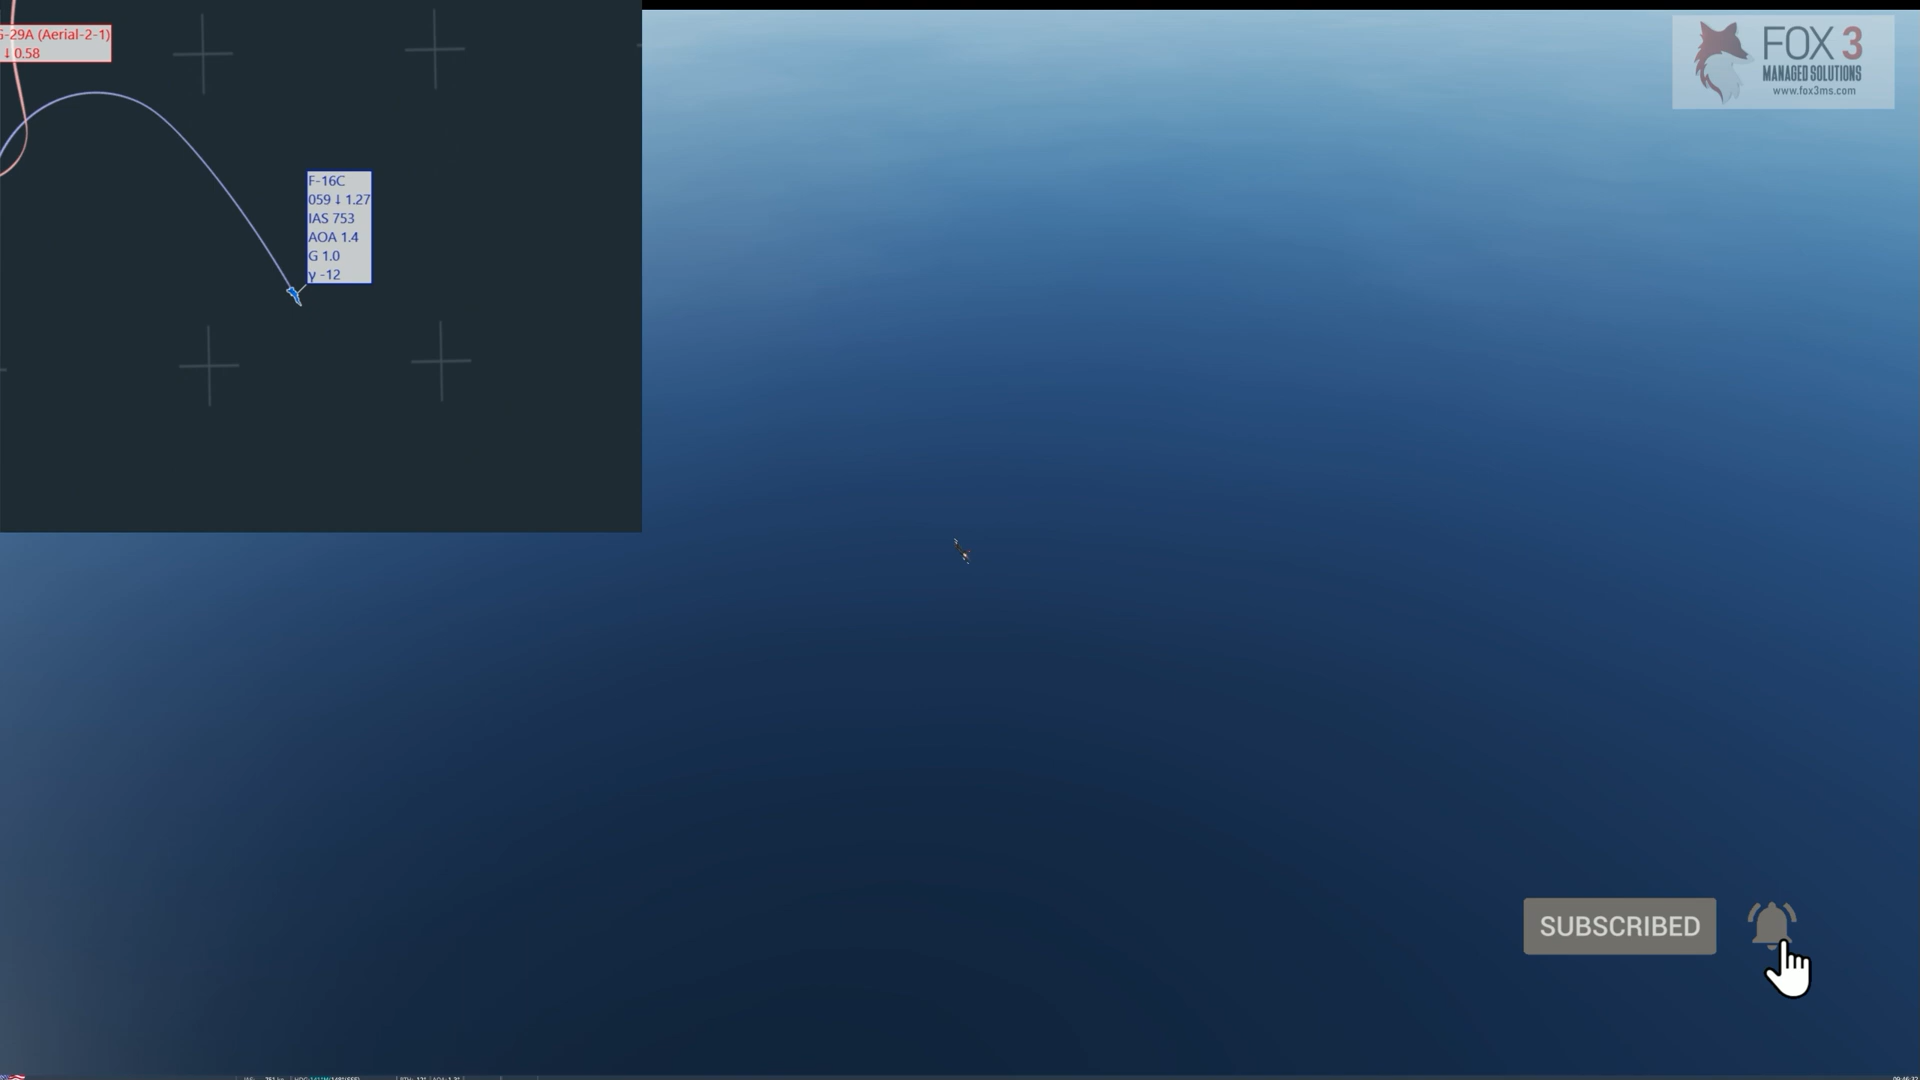 G-29A (Aerial-2-1)
↓ 0.58
F-16C
059 ↓ 1.27
IAS 753
AOA 1.4
G 1.0
γ -12
FOX 3
MANAGED SOLUTIONS
www.fox3ms.com
SUBSCRIBED